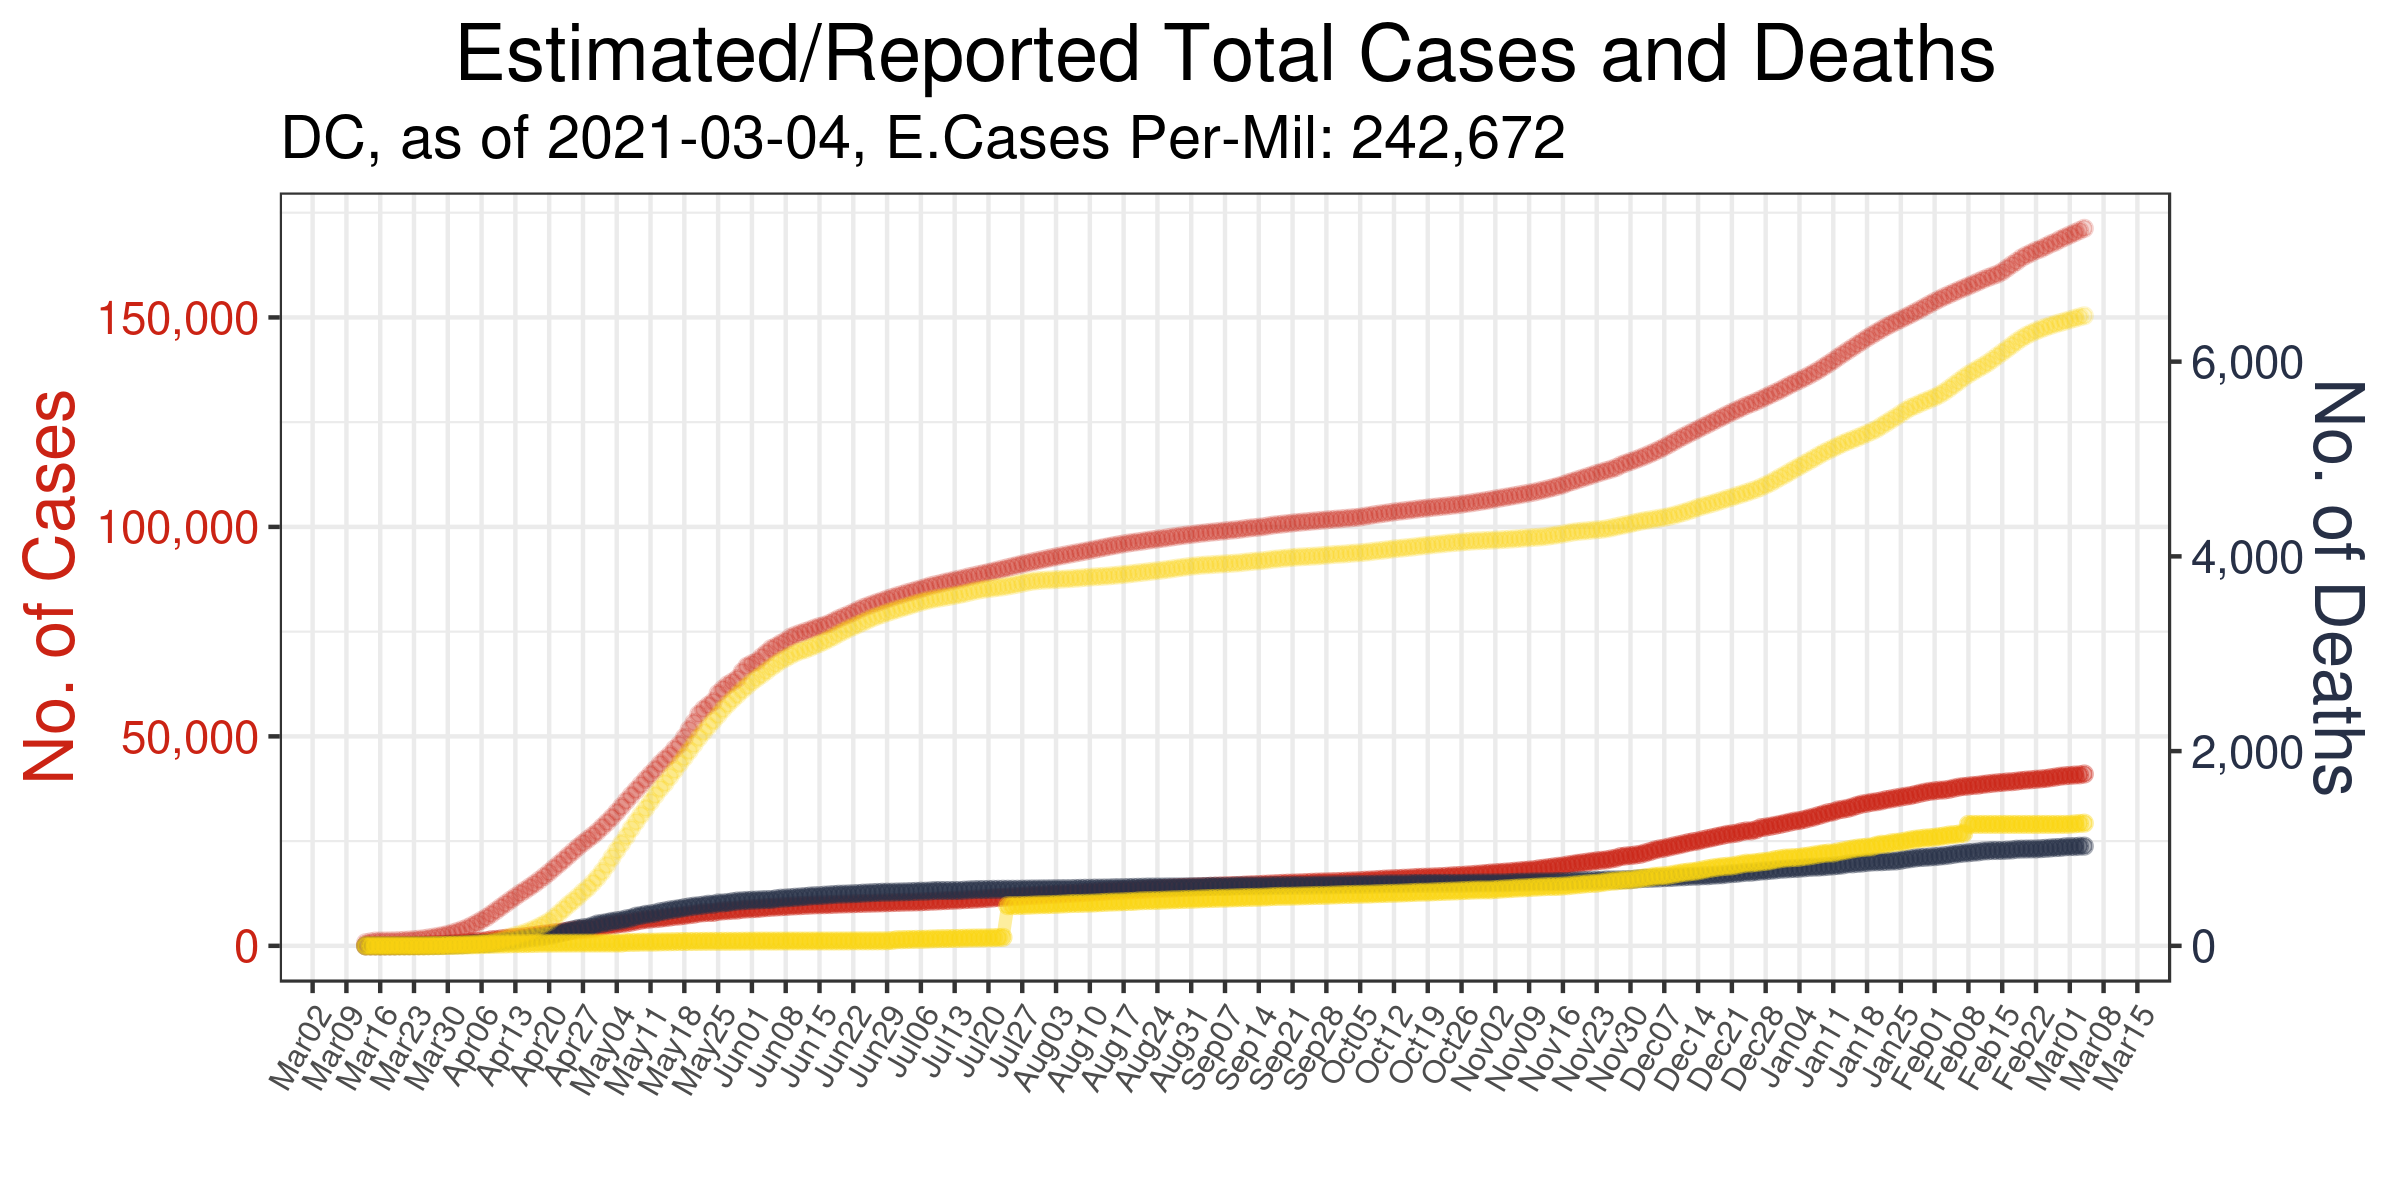 Estimated/Reported Total Cases and Deaths
DC, as of 2021-03-04, E.Cases Per-Mil: 242,672
No. of Cases
150,000
100,000
50,000
0
6,000
4,000
2,000
0
No. of Deaths
Mar02
Mar09
Mar16
Mar23
Mar30
Apr06
Apr13
Apr20
Apr27
May04
May11
May18
May25
Jun01
Jun08
Jun15
Jun22
Jun29
Jul06
Jul13
Jul20
Jul27
Aug03
Aug10
Aug17
Aug24
Aug31
Sep07
Sep14
Sep21
Sep28
Oct05
Oct12
Oct19
Oct26
Nov02
Nov09
Nov16
Nov23
Nov30
Dec07
Dec14
Dec21
Dec28
Jan04
Jan11
Jan18
Jan25
Feb01
Feb08
Feb15
Feb22
Mar01
Mar08
Mar15